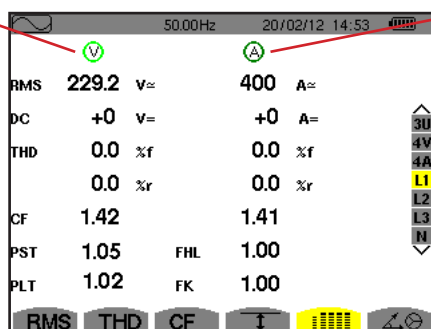 50.00Hz 20/02/12 14:53
V A
RMS 229.2 V≃ 400 A≃
DC +0 V= +0 A=
THD 0.0 %f 0.0 %f
0.0 %r 0.0 %r
CF 1.42 1.41
PST 1.05 FHL 1.00
PLT 1.02 FK 1.00
3U
4V
4A
L1
L2
L3
N
RMS THD CF